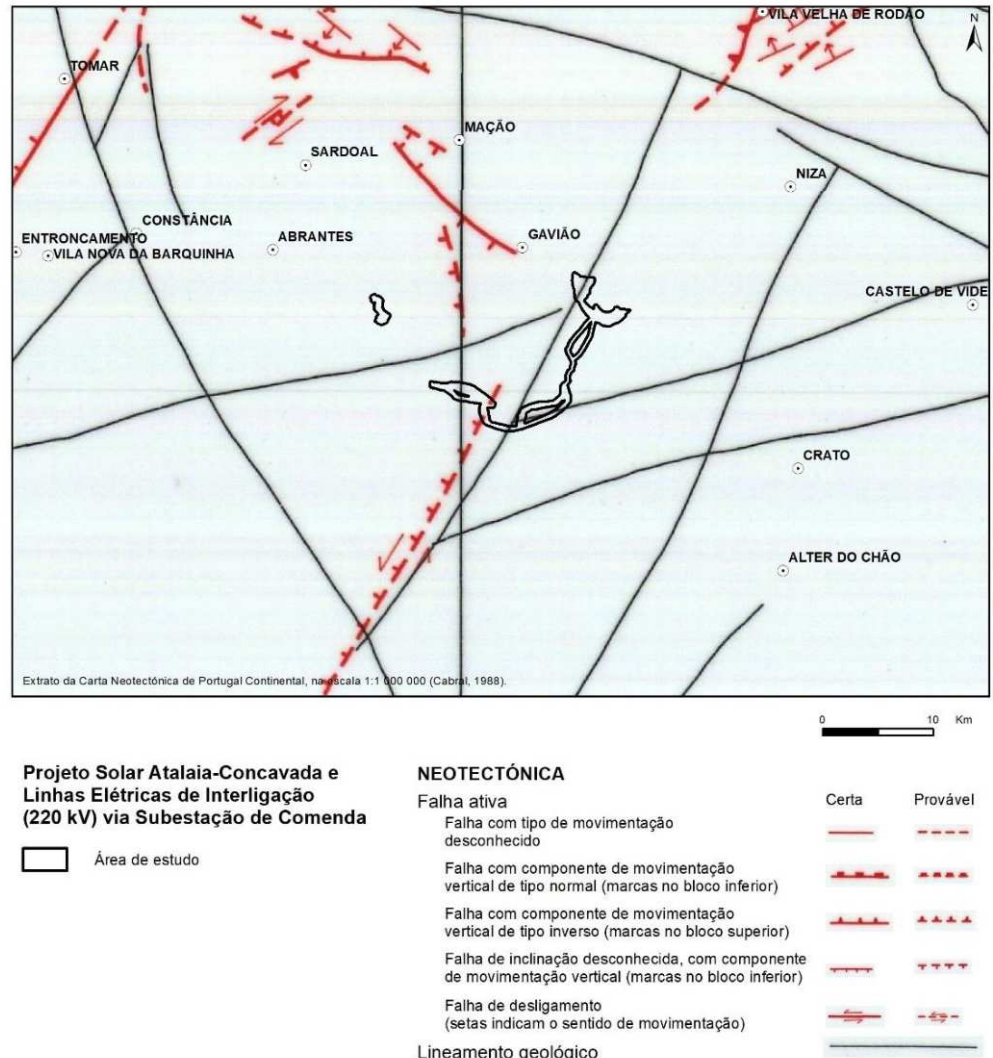 VILA VELHA DE RODÃO
N
TOMAR
MAÇÃO
SARDOAL
NIZA
CONSTÂNCIA
ENTRONCAMENTO
ABRANTES
GAVIÃO
VILA NOVA DA BARQUINHA
CASTELO DE VIDE
CRATO
ALTER DO CHÃO
Extrato da Carta Neotectónica de Portugal Continental, na escala 1:1 000 000 (Cabral, 1988).
0 10 Km
Projeto Solar Atalaia-Concavada e
Linhas Elétricas de Interligação
(220 kV) via Subestação de Comenda
Área de estudo
NEOTECTÓNICA
Falha ativa Certa Provável
Falha com tipo de movimentação
desconhecido
Falha com componente de movimentação
vertical de tipo normal (marcas no bloco inferior)
Falha com componente de movimentação
vertical de tipo inverso (marcas no bloco superior)
Falha de inclinação desconhecida, com componente
de movimentação vertical (marcas no bloco inferior)
Falha de desligamento
(setas indicam o sentido de movimentação)
Lineamento geológico